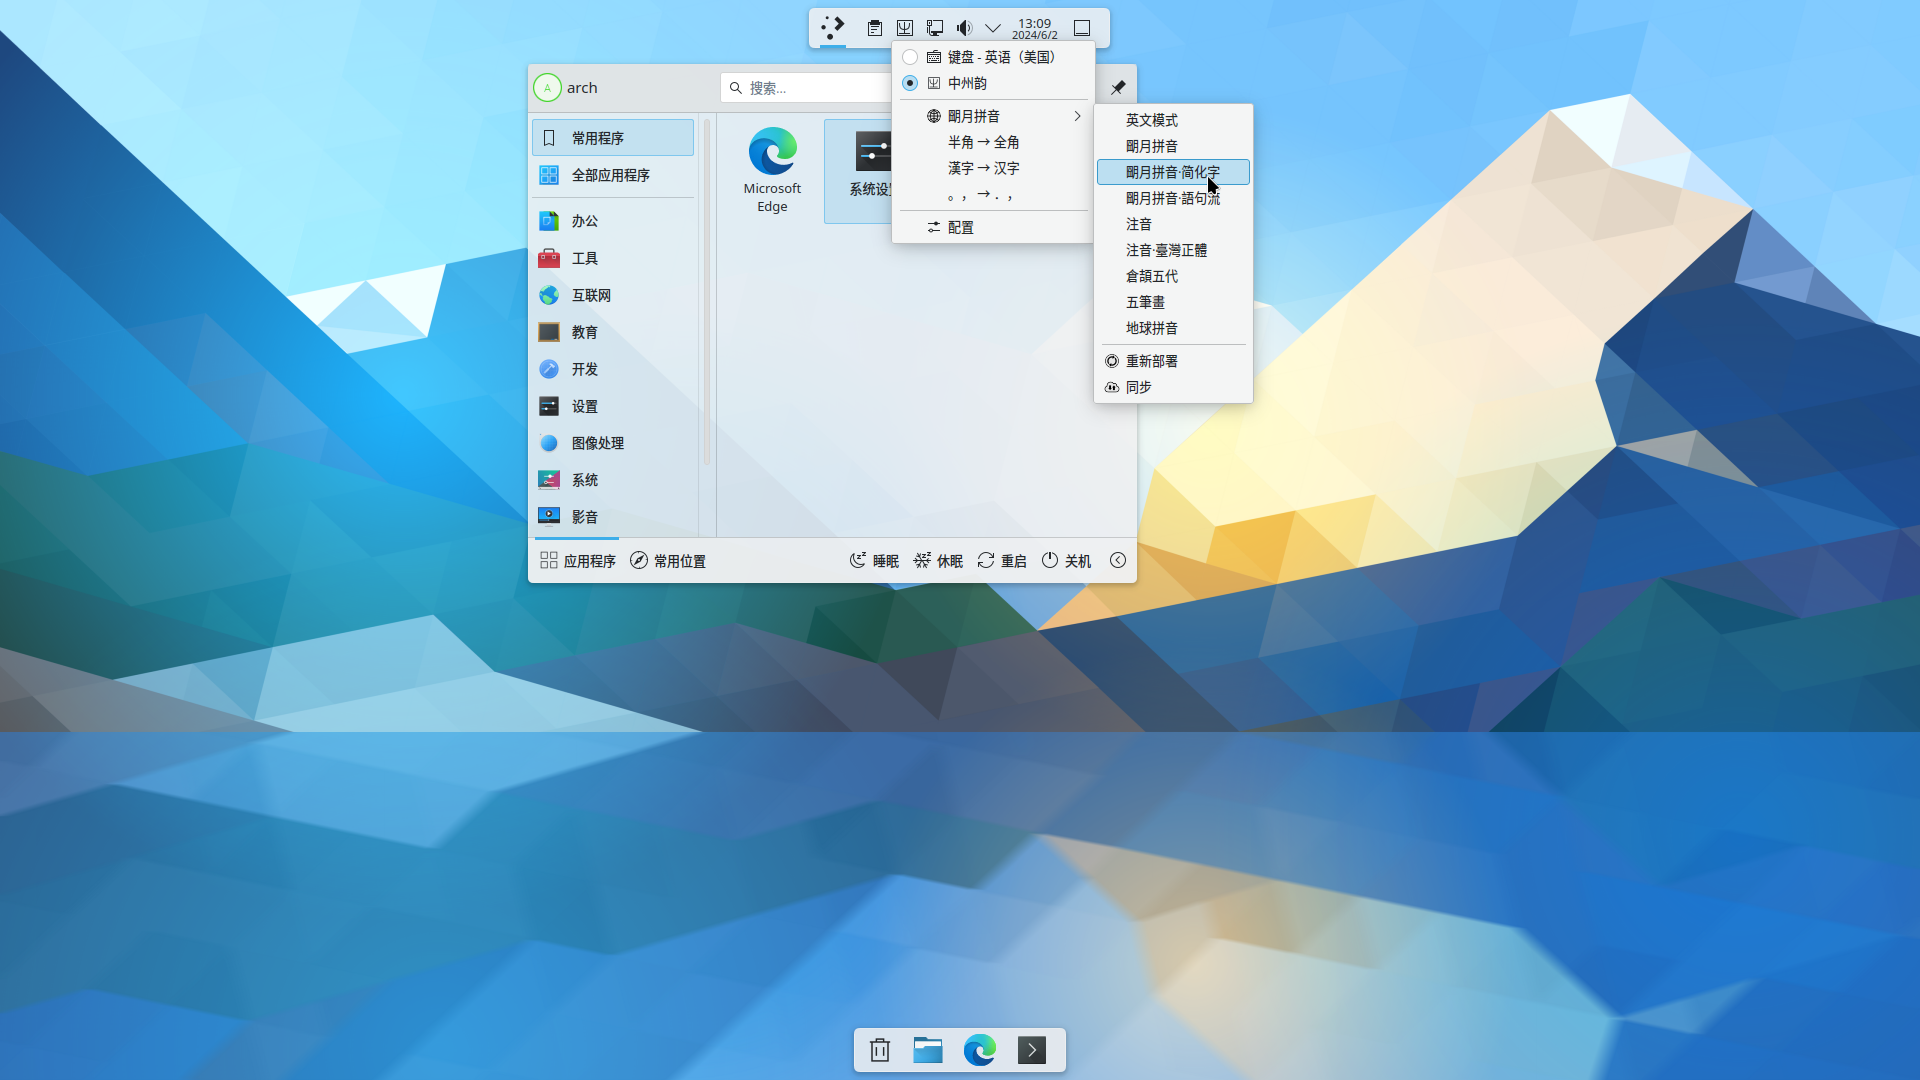 13:09
2024/6/2
键盘 - 英语（美国）
中州韵
朙月拼音
半角 → 全角
漢字 → 汉字
。， → ．，
配置
英文模式
朙月拼音
朙月拼音·简化字
朙月拼音·語句流
注音
注音·臺灣正體
倉頡五代
五筆畫
地球拼音
重新部署
同步
A
arch
搜索...
常用程序
全部应用程序
办公
工具
互联网
教育
开发
设置
图像处理
系统
影音
Microsoft
Edge
系统设
应用程序
常用位置
睡眠
休眠
重启
关机